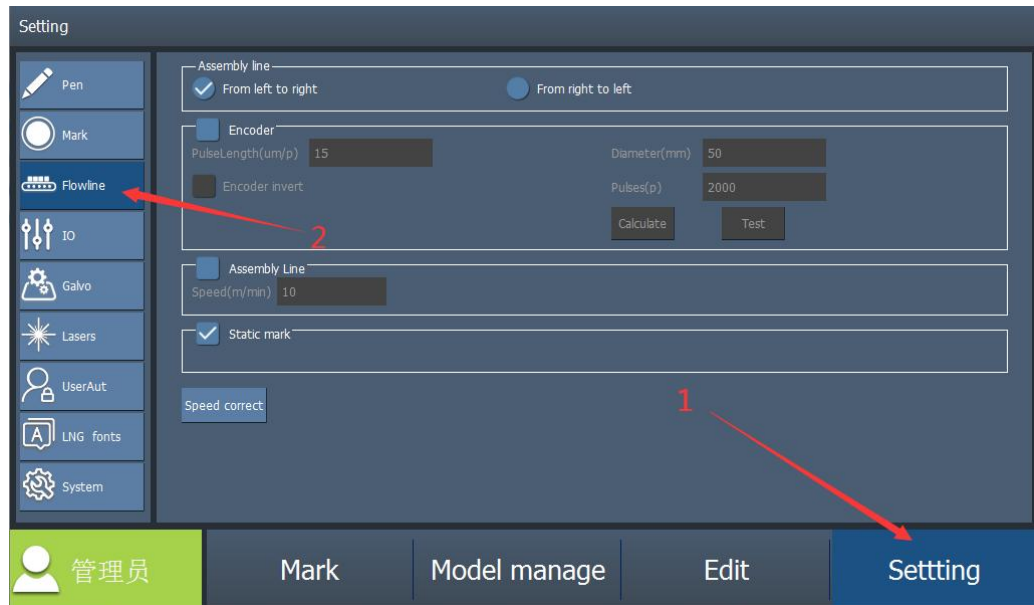 Setting
Pen
Mark
Flowline
IO
Galvo
Lasers
UserAut
LNG fonts
System
Assembly line
From left to right
From right to left
Encoder
PulseLength(um/p) 15
Diameter(mm) 50
Encoder invert
Pulses(p) 2000
Calculate Test
Assembly Line
Speed(m/min) 10
Static mark
Speed correct
1
2
管理员
Mark
Model manage
Edit
Settting